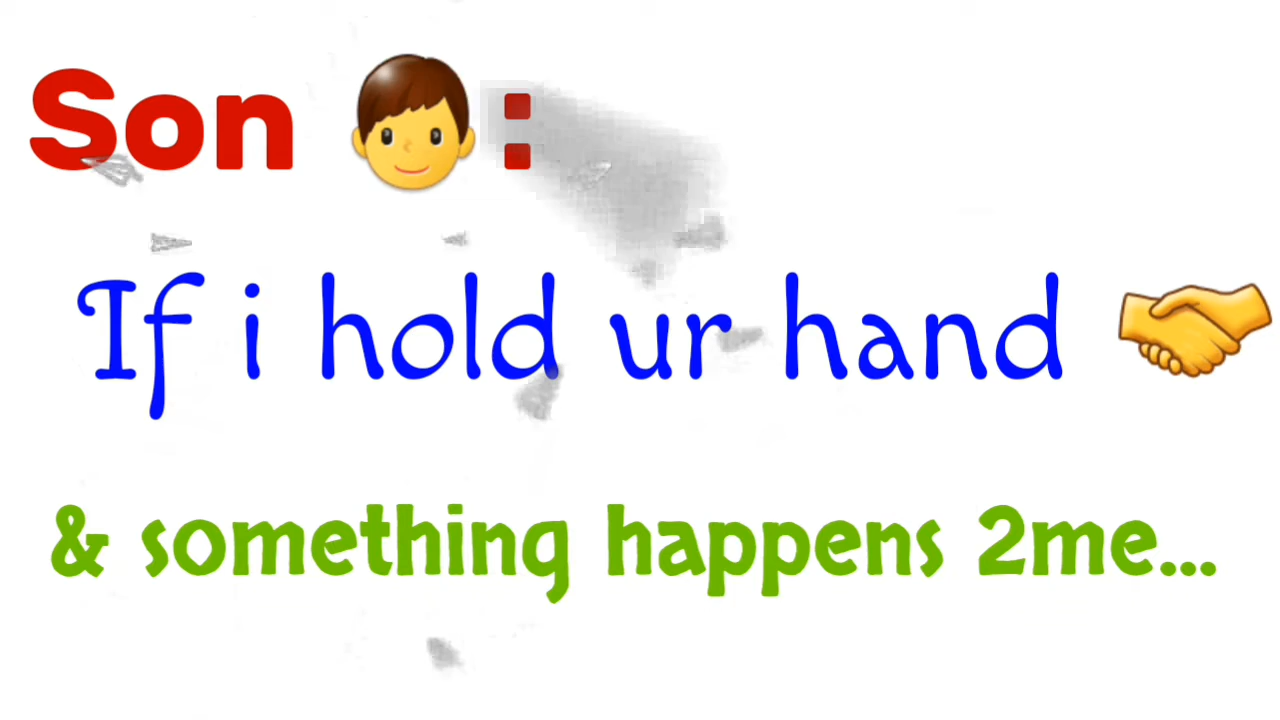 Son 👦 :
If i hold ur hand 🤝
& something happens 2me...